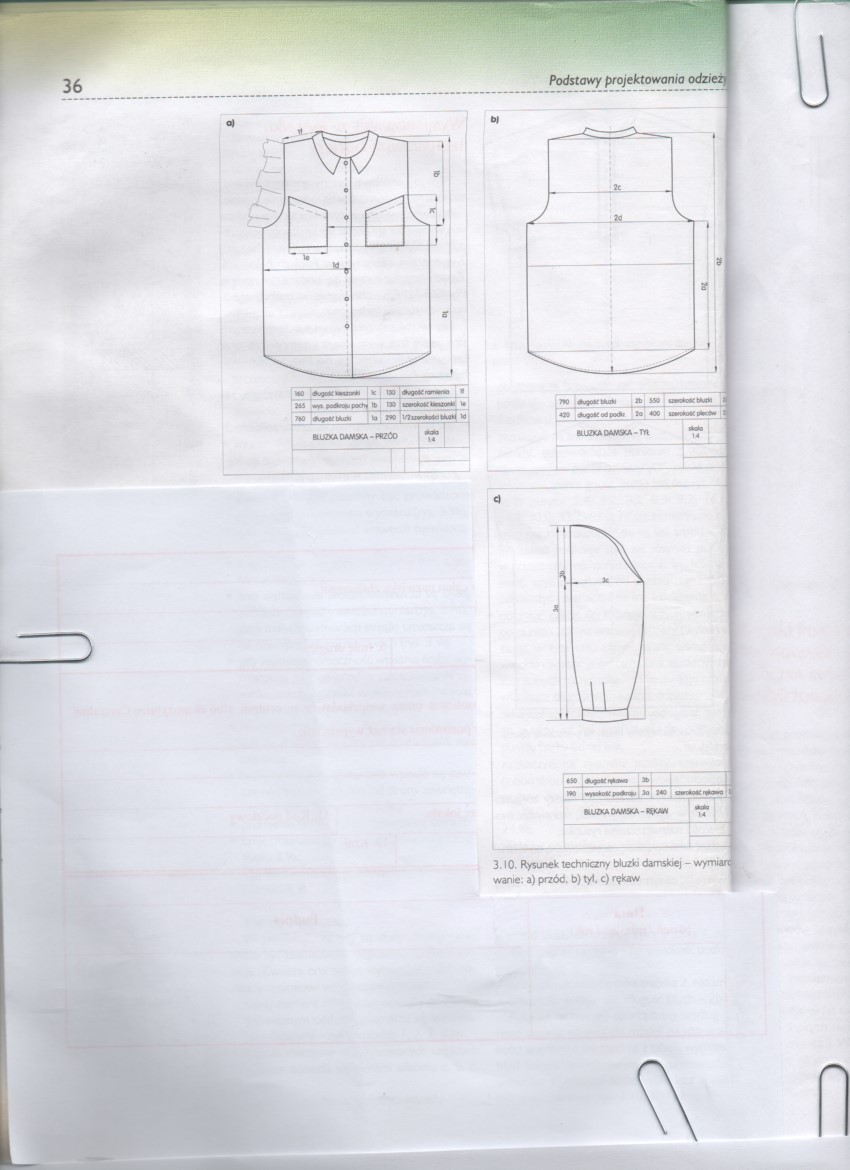 36
Podstawy projektowania odzieży
a)
1f
1b
1c
1e
1d
1a
160 długość kieszonki 1c 130 długość ramienia 1f
265 wys. podkroju pachy 1b 130 szerokość kieszonki 1e
760 długość bluzki 1a 290 1/2 szerokości bluzki 1d
BLUZKA DAMSKA – PRZÓD
skala
1:4
b)
2c
2d
2b
2a
790 długość bluzki 2b 550 szerokość bluzki
420 długość od podkr. 2a 400 szerokość pleców
BLUZKA DAMSKA – TYŁ
skala
1:4
c)
3b
3c
3a
650 długość rękawa 3b
190 wysokość podkroju 3a 240 szerokość rękawa
BLUZKA DAMSKA – RĘKAW
skala
1:4
3.10. Rysunek techniczny bluzki damskiej – wymiaro
wanie: a) przód, b) tył, c) rękaw